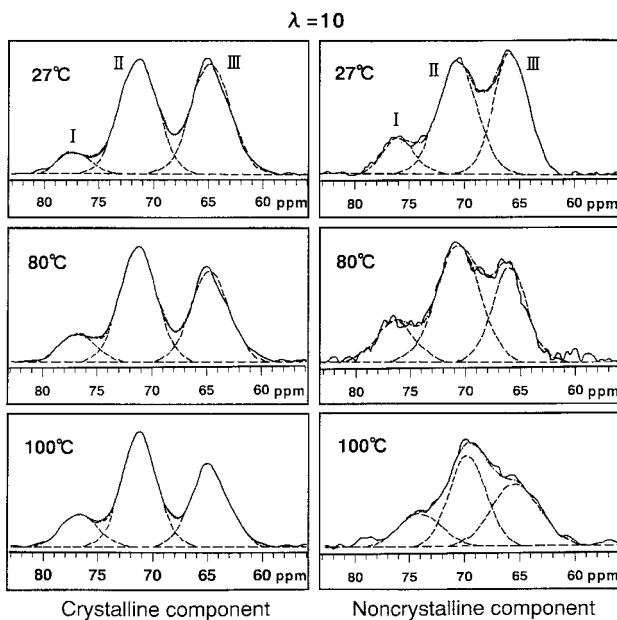 λ = 10
27℃
I
II
III
80 75 70 65 60 ppm
27℃
I
II
III
80 75 70 65 60 ppm
80℃
80 75 70 65 60 ppm
80℃
80 75 70 65 60 ppm
100℃
80 75 70 65 60 ppm
100℃
80 75 70 65 60 ppm
Crystalline component
Noncrystalline component